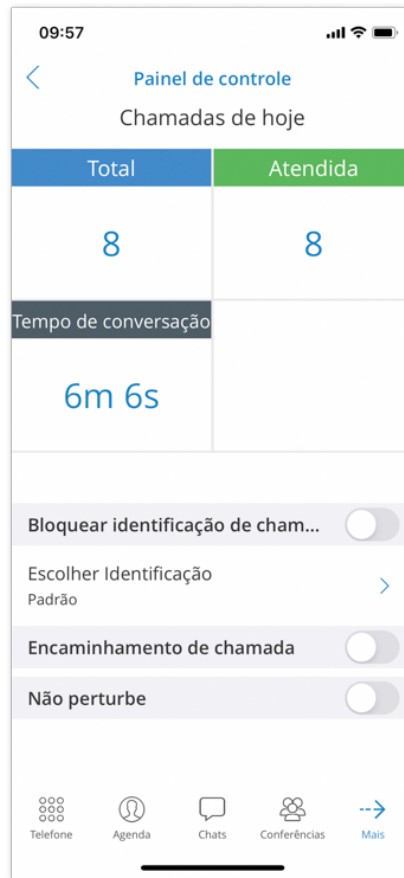 09:57
Painel de controle
Chamadas de hoje
Total
Atendida
8
8
Tempo de conversação
6m 6s
Bloquear identificação de cham...
Escolher Identificação
Padrão
Encaminhamento de chamada
Não perturbe
Telefone
Agenda
Chats
Conferências
Mais